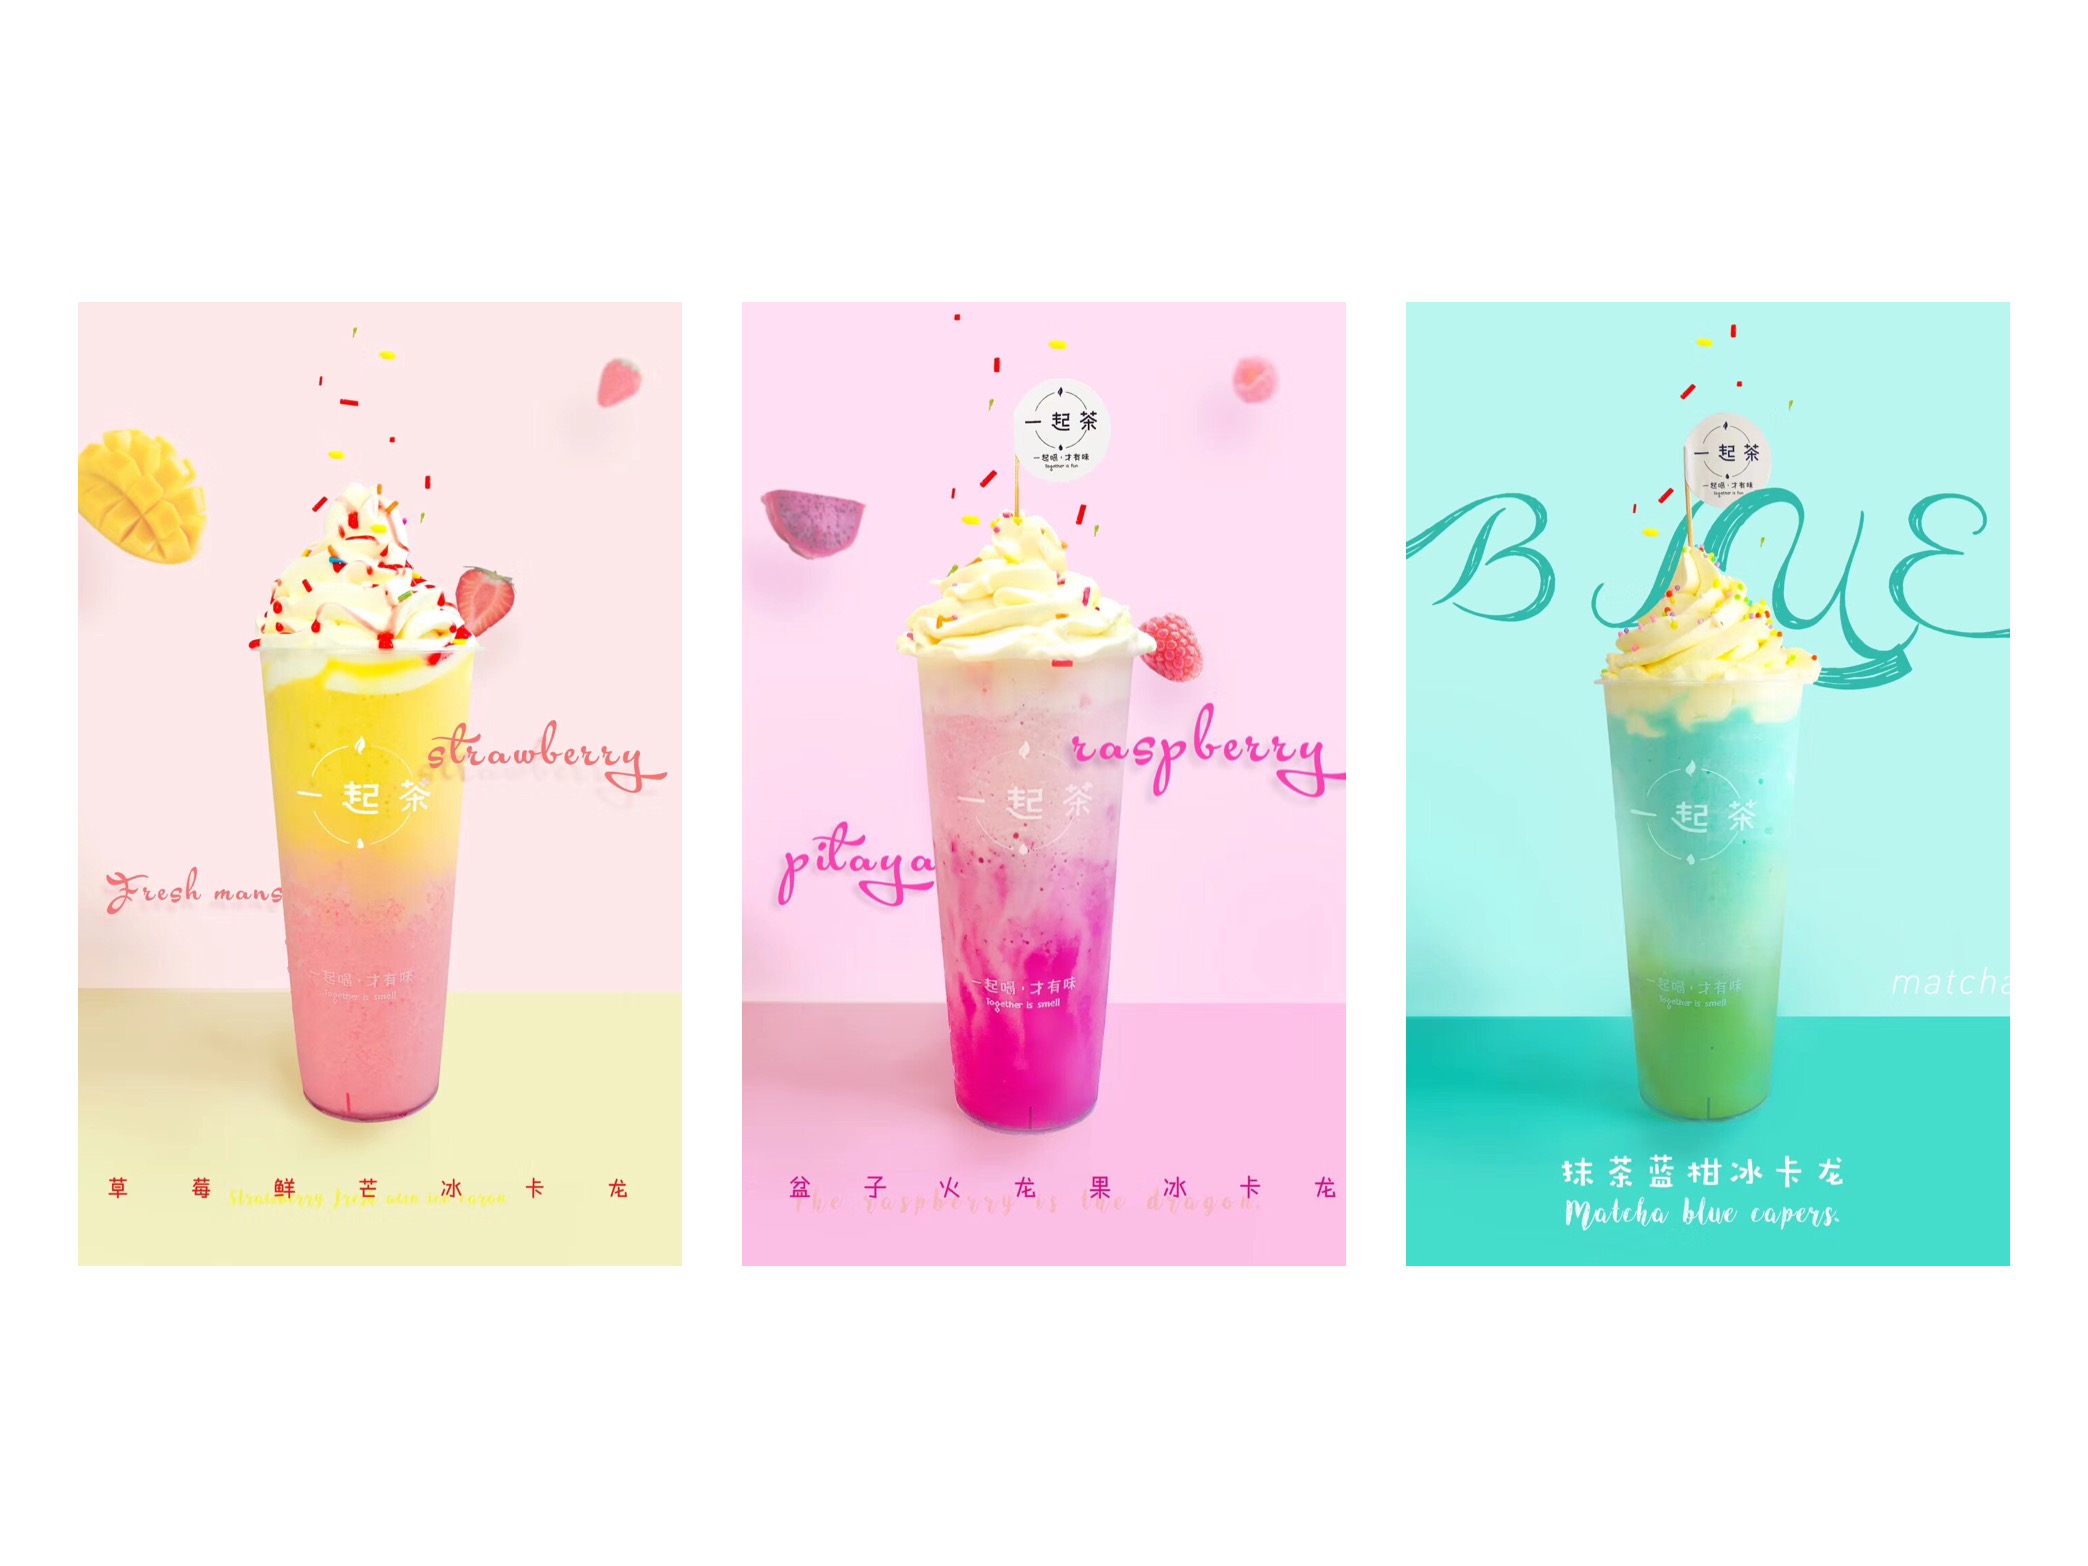 strawberry
一起茶
Fresh mans
一起喝,才有味
Together is smell
草莓鲜芒冰卡龙
一起茶
一起喝,才有味
Together is fun
raspberry
一起茶
pitaya
一起喝,才有味
Together is smell
盆子火龙果冰卡龙
The raspberry is the dragon.
一起茶
一起喝,才有味
Together is fun
BLUE
一起茶
matcha
一起喝,才有味
Together is smell
抹茶蓝柑冰卡龙
Matcha blue capers.